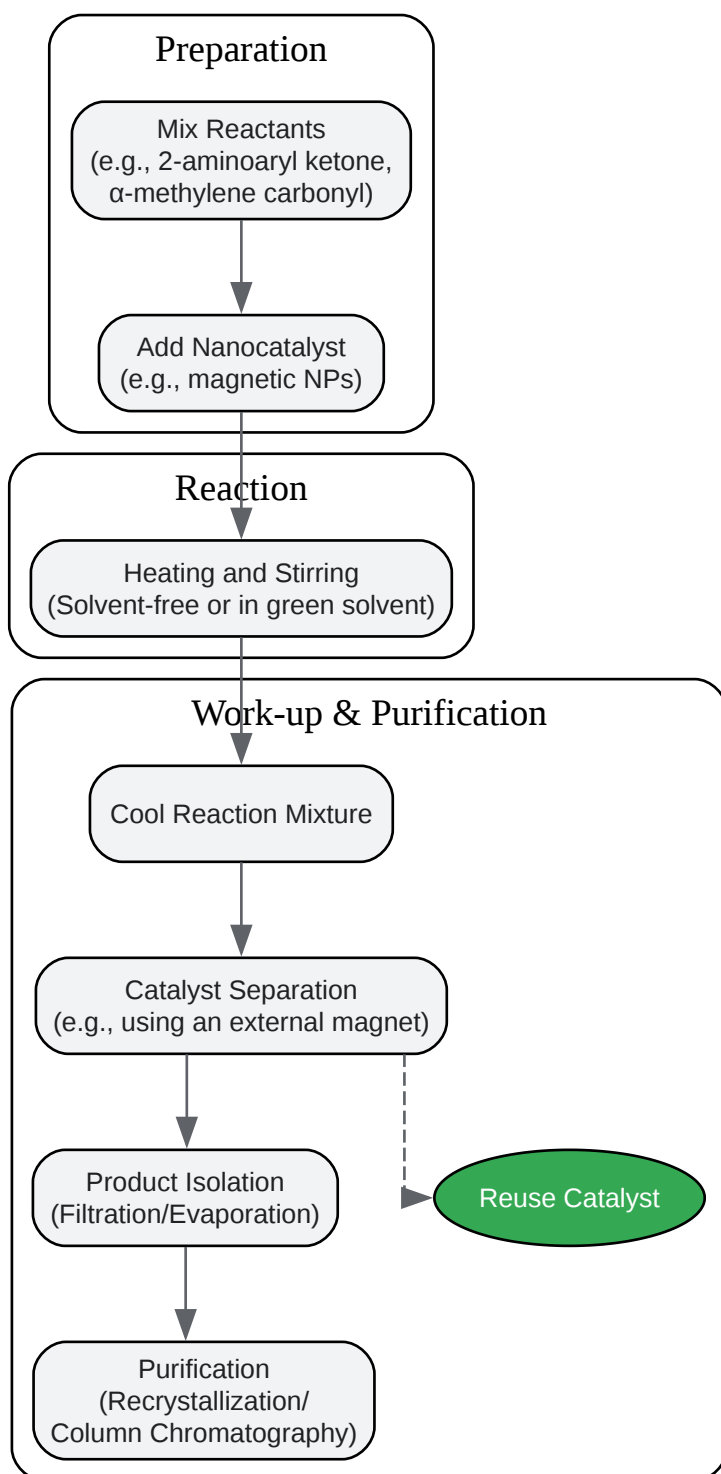 Preparation
Mix Reactants
(e.g., 2-aminoaryl ketone,
α-methylene carbonyl)
Add Nanocatalyst
(e.g., magnetic NPs)
Reaction
Heating and Stirring
(Solvent-free or in green solvent)
Work-up & Purification
Cool Reaction Mixture
Catalyst Separation
(e.g., using an external magnet)
Product Isolation
(Filtration/Evaporation)
Reuse Catalyst
Purification
(Recrystallization/
Column Chromatography)